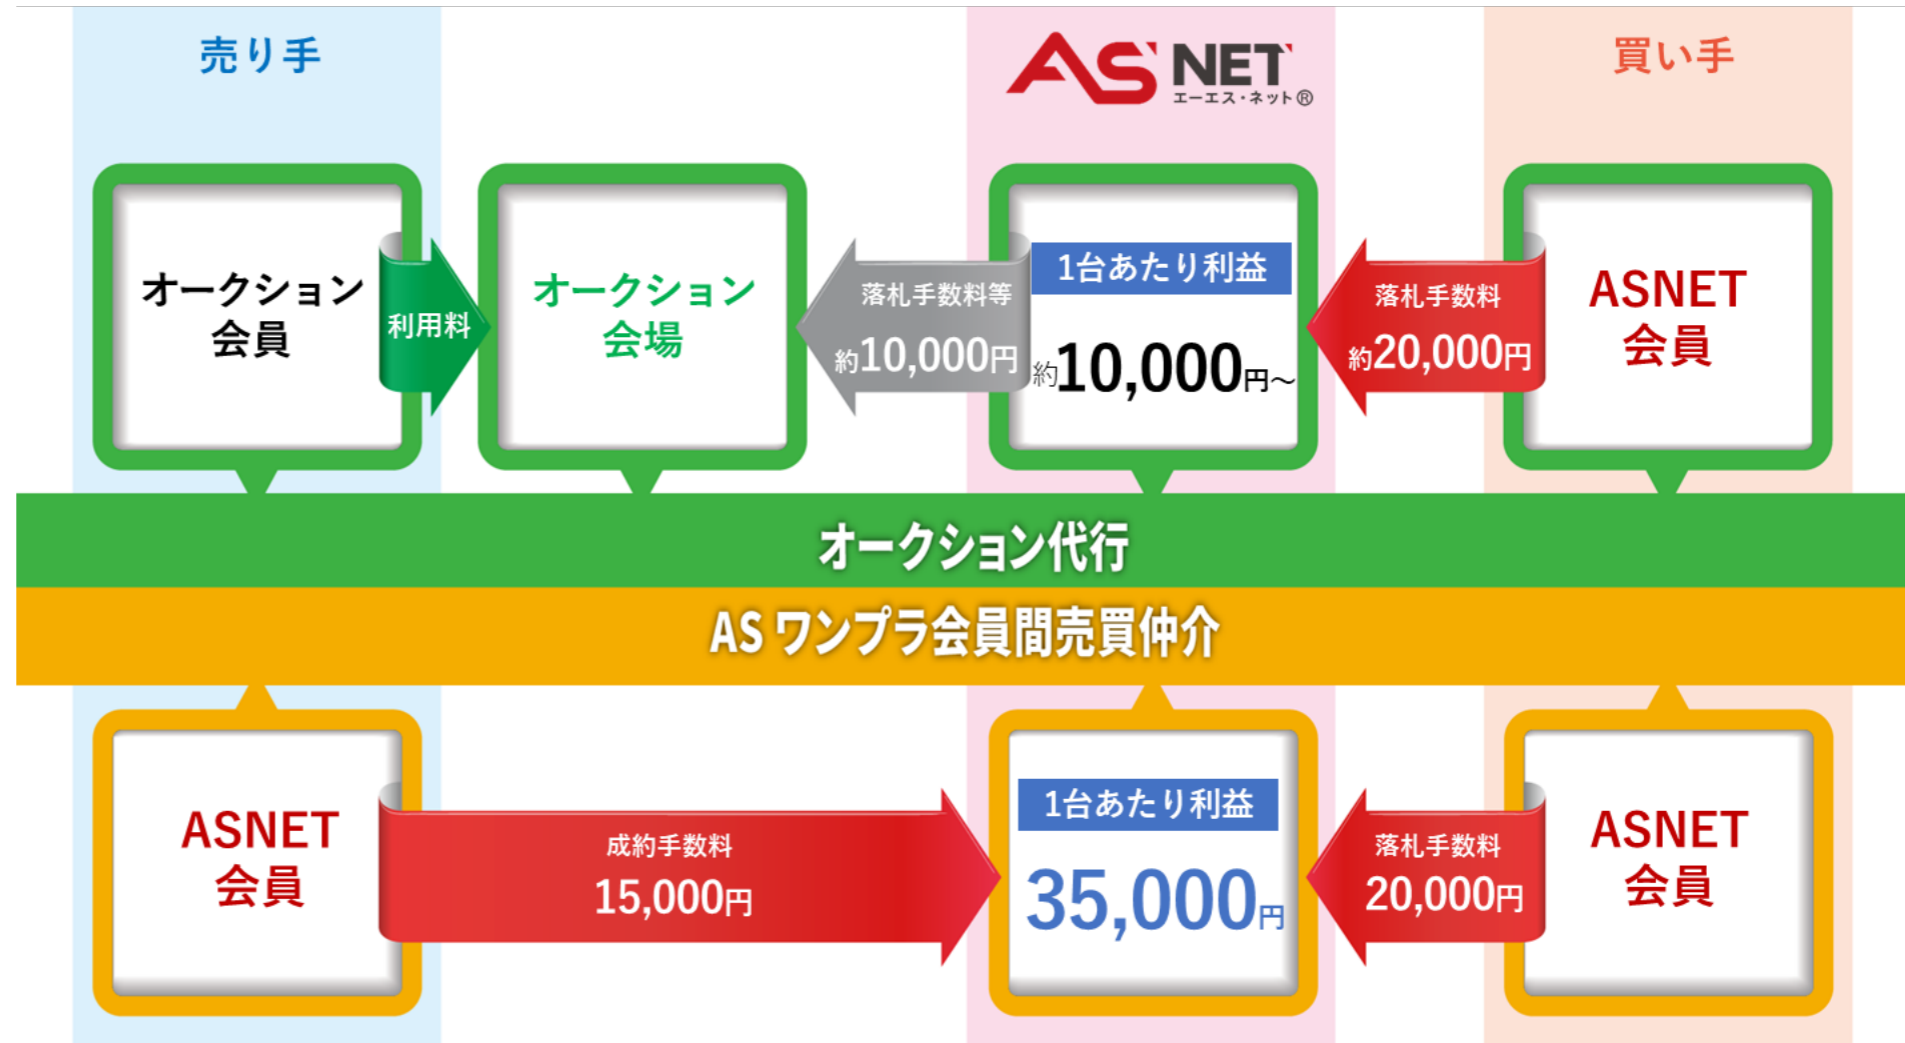 売り手
AS NET
エーエス・ネット®
買い手
オークション
会員
利用料
オークション
会場
落札手数料等
約10,000円
1台あたり利益
約10,000円～
落札手数料
約20,000円
ASNET
会員
オークション代行
AS ワンプラ会員間売買仲介
ASNET
会員
成約手数料
15,000円
1台あたり利益
35,000円
落札手数料
20,000円
ASNET
会員